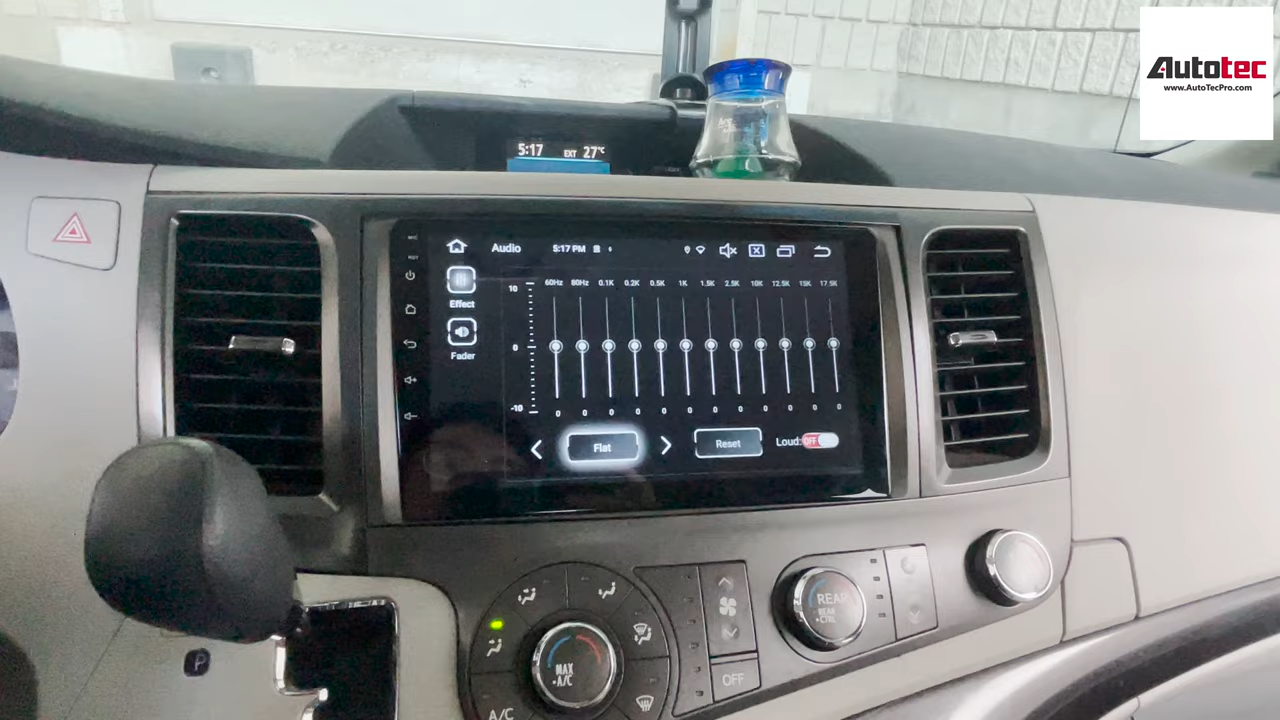 Autotec
www.AutoTecPro.com
5:17 EXT 27°C
Audio 5:17 PM
Effect
Fader
60Hz 80Hz 0.1K 0.2K 0.5K 1K 1.5K 2.5K 10K 12.5K 15K 17.5K
10
0
-10
0 0 0 0 0 0 0 0 0 0 0 0
Flat Reset Loud: OFF
MAX
A/C
REAR
REAR
CTRL
OFF
A/C
P